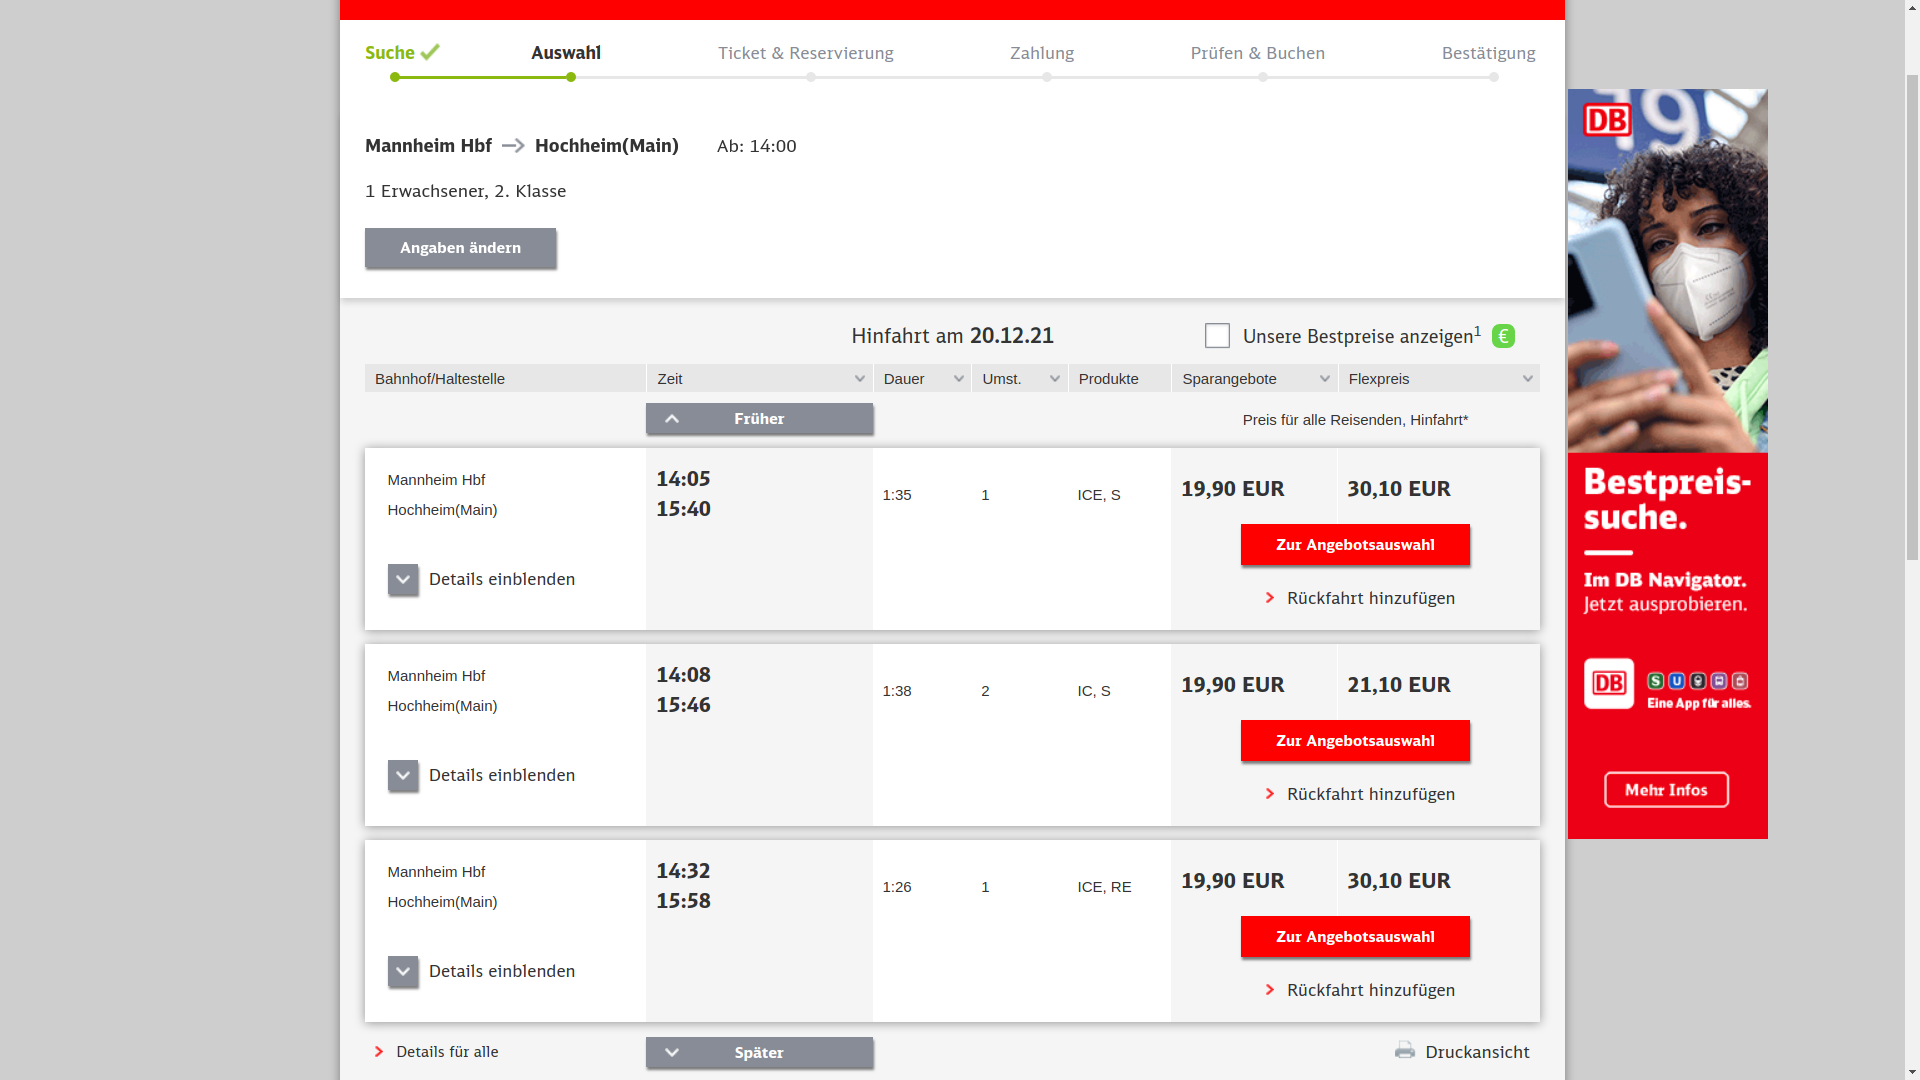 Suche
Auswahl
Ticket & Reservierung
Zahlung
Prüfen & Buchen
Bestätigung
Mannheim Hbf
Hochheim(Main)
Ab: 14:00
1 Erwachsener, 2. Klasse
Angaben ändern
Hinfahrt am 20.12.21
Unsere Bestpreise anzeigen1 €
Bahnhof/Haltestelle
Zeit
Dauer
Umst.
Produkte
Sparangebote
Flexpreis
Früher
Preis für alle Reisenden, Hinfahrt*
Mannheim Hbf
Hochheim(Main)
14:05
15:40
1:35
1
ICE, S
19,90 EUR
30,10 EUR
Zur Angebotsauswahl
Details einblenden
Rückfahrt hinzufügen
Mannheim Hbf
Hochheim(Main)
14:08
15:46
1:38
2
IC, S
19,90 EUR
21,10 EUR
Zur Angebotsauswahl
Details einblenden
Rückfahrt hinzufügen
Mannheim Hbf
Hochheim(Main)
14:32
15:58
1:26
1
ICE, RE
19,90 EUR
30,10 EUR
Zur Angebotsauswahl
Details einblenden
Rückfahrt hinzufügen
Details für alle
Später
Druckansicht
DB
19
Bestpreis-
suche.
Im DB Navigator.
Jetzt ausprobieren.
DB
S U
Eine App für alles.
Mehr Infos